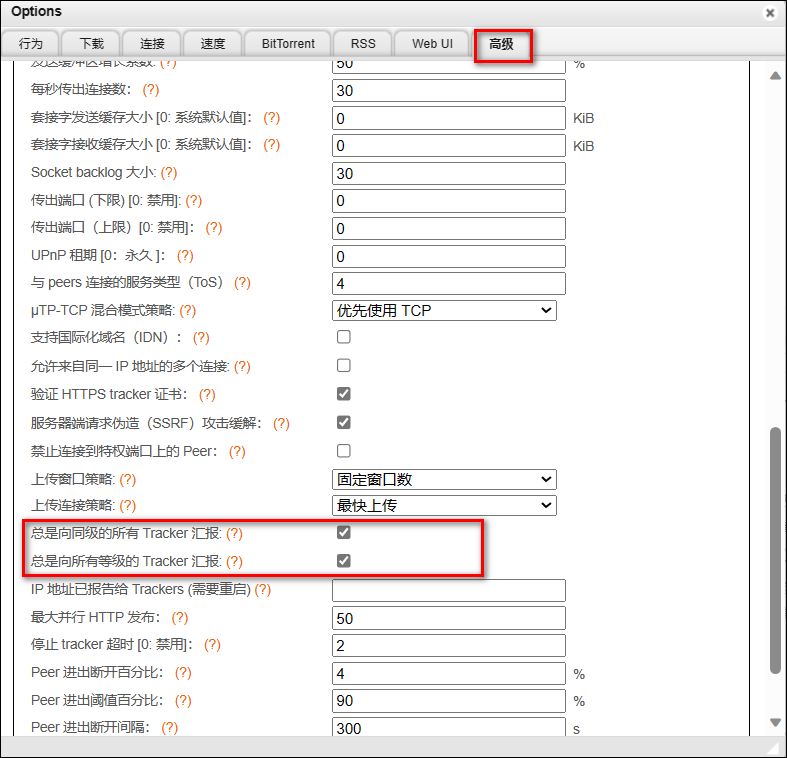 Options
行为 下载 连接 速度 BitTorrent RSS Web UI 高级
发送缓冲区增长系数: (?) 50 %
每秒传出连接数： (?) 30
套接字发送缓存大小 [0: 系统默认值]： (?) 0 KiB
套接字接收缓存大小 [0: 系统默认值]： (?) 0 KiB
Socket backlog 大小: (?) 30
传出端口 (下限) [0: 禁用]: (?) 0
传出端口（上限）[0: 禁用]： (?) 0
UPnP 租期 [0：永久 ]： (?) 0
与 peers 连接的服务类型（ToS） (?) 4
μTP-TCP 混合模式策略: (?) 优先使用 TCP
支持国际化域名（IDN）： (?)
允许来自同一 IP 地址的多个连接: (?)
验证 HTTPS tracker 证书： (?)
服务器端请求伪造（SSRF）攻击缓解： (?)
禁止连接到特权端口上的 Peer： (?)
上传窗口策略: (?) 固定窗口数
上传连接策略: (?) 最快上传
总是向同级的所有 Tracker 汇报: (?)
总是向所有等级的 Tracker 汇报: (?)
IP 地址已报告给 Trackers (需要重启) (?)
最大并行 HTTP 发布： (?) 50
停止 tracker 超时 [0: 禁用]： (?) 2
Peer 进出断开百分比： (?) 4 %
Peer 进出阈值百分比： (?) 90 %
Peer 进出断开间隔： (?) 300 s